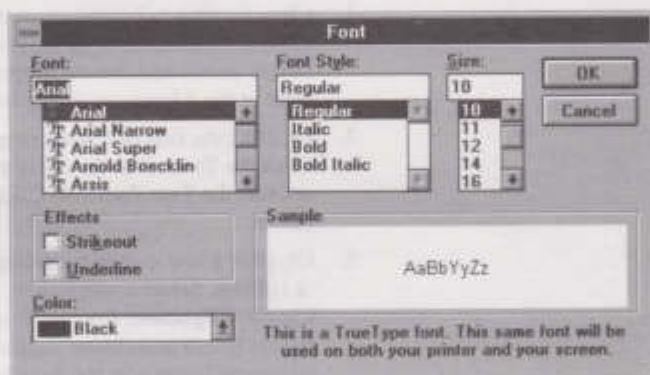 Font
Font:
Arial
Arial
Arial Narrow
Arial Super
Arnold Boecklin
Arsis
Font Style:
Regular
Regular
Italic
Bold
Bold Italic
Size:
10
10
11
12
14
16
OK
Cancel
Effects
Strikeout
Underline
Color:
Black
Sample
AaBbYyZz
This is a TrueType font. This same font will be
used on both your printer and your screen.